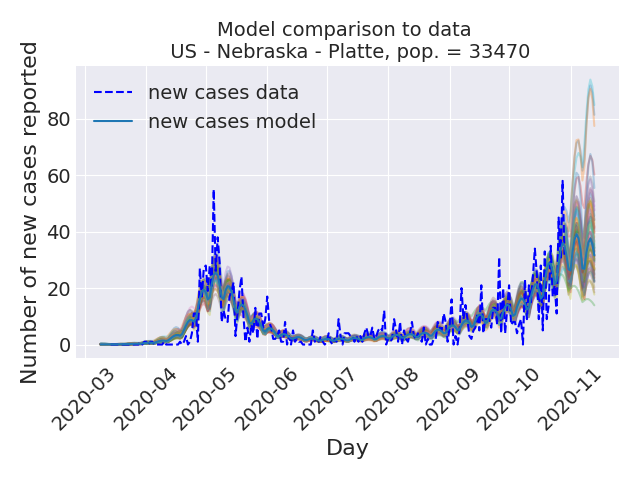 Model comparison to data
US - Nebraska - Platte, pop. = 33470
Number of new cases reported
new cases data
new cases model
80
60
40
20
0
2020-03
2020-04
2020-05
2020-06
2020-07
2020-08
2020-09
2020-10
2020-11
Day